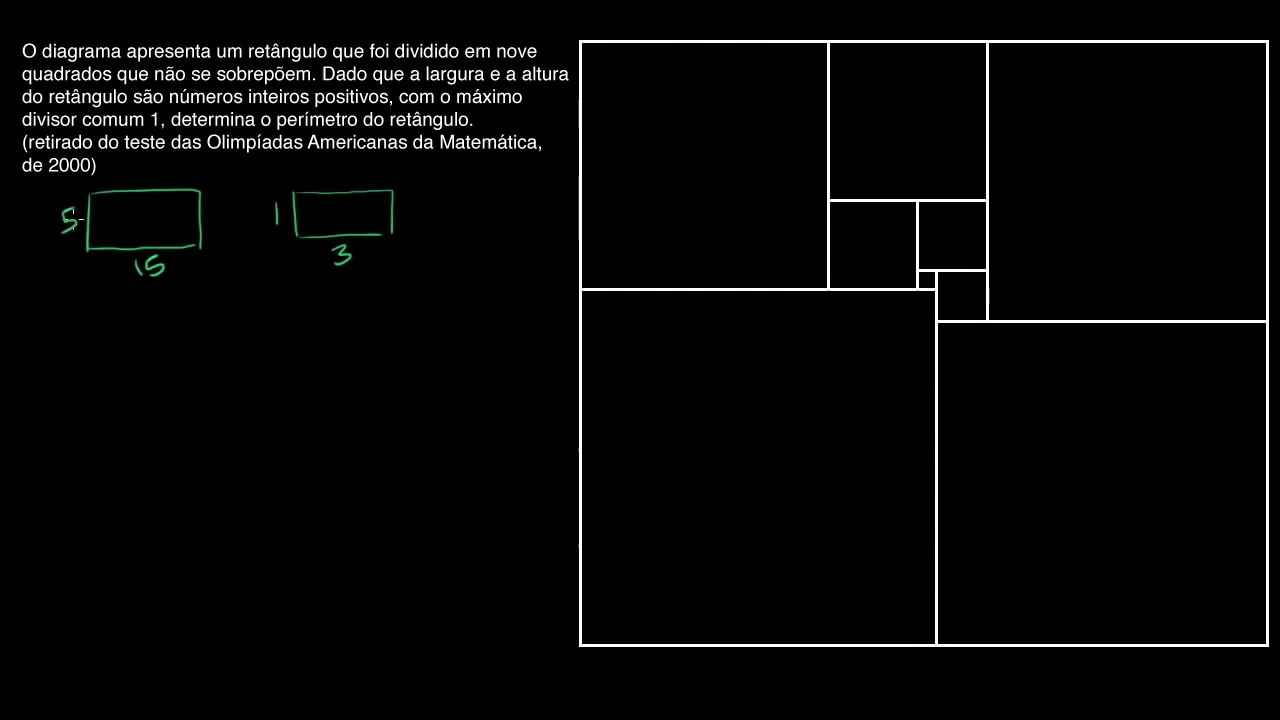 O diagrama apresenta um retângulo que foi dividido em nove
quadrados que não se sobrepõem. Dado que a largura e a altura
do retângulo são números inteiros positivos, com o máximo
divisor comum 1, determina o perímetro do retângulo.
(retirado do teste das Olimpíadas Americanas da Matemática,
de 2000)
5
15
1
3